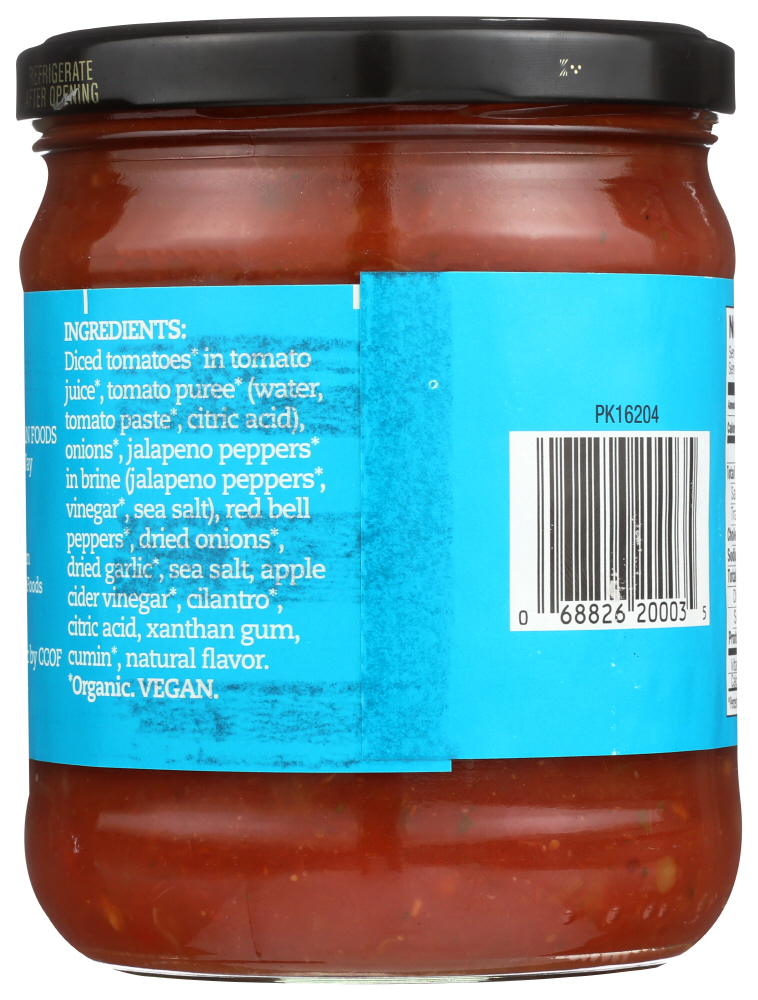 REFRIGERATE
AFTER OPENING
INGREDIENTS:
Diced tomatoes* in tomato
juice*, tomato puree* (water,
tomato paste*, citric acid),
onions*, jalapeno peppers*
in brine (jalapeno peppers*,
vinegar*, sea salt), red bell
peppers*, dried onions*,
dried garlic*, sea salt, apple
cider vinegar*, cilantro*,
citric acid, xanthan gum,
cumin*, natural flavor.
*Organic. VEGAN.
FOODS
by CCOF
PK16204
0 68826 20003 5